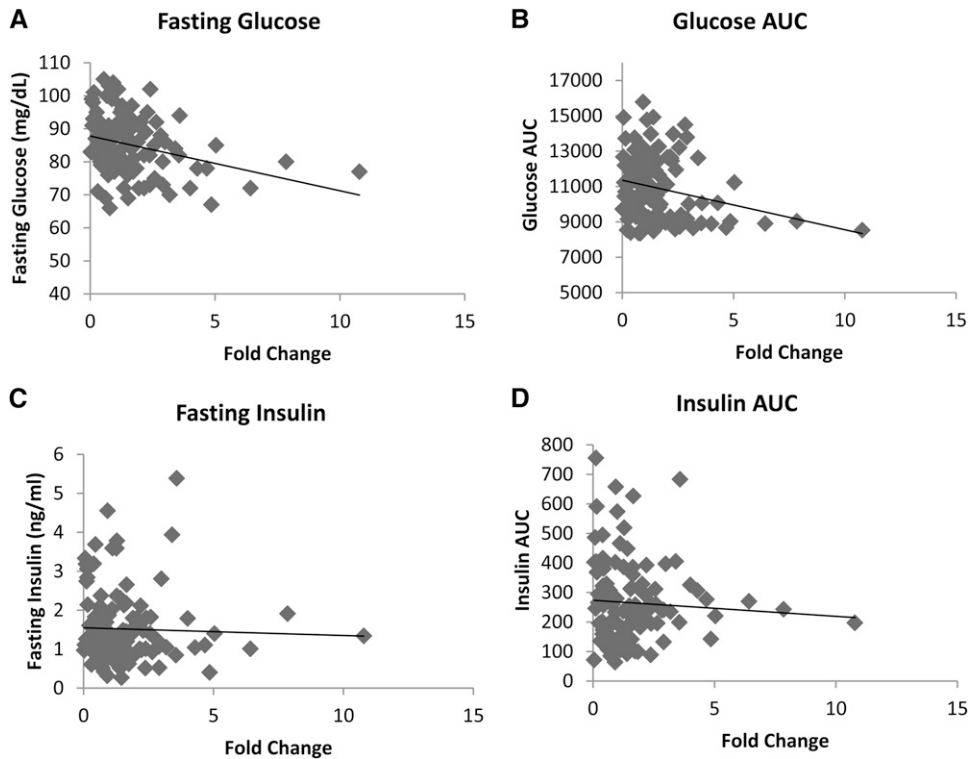 A
Fasting Glucose
Fasting Glucose (mg/dL)
110
100
90
80
70
60
50
40
0
5
10
15
Fold Change
B
Glucose AUC
Glucose AUC
17000
15000
13000
11000
9000
7000
5000
0
5
10
15
Fold Change
C
Fasting Insulin
Fasting Insulin (ng/ml)
6
5
4
3
2
1
0
0
5
10
15
Fold Change
D
Insulin AUC
Insulin AUC
800
700
600
500
400
300
200
100
0
0
5
10
15
Fold Change